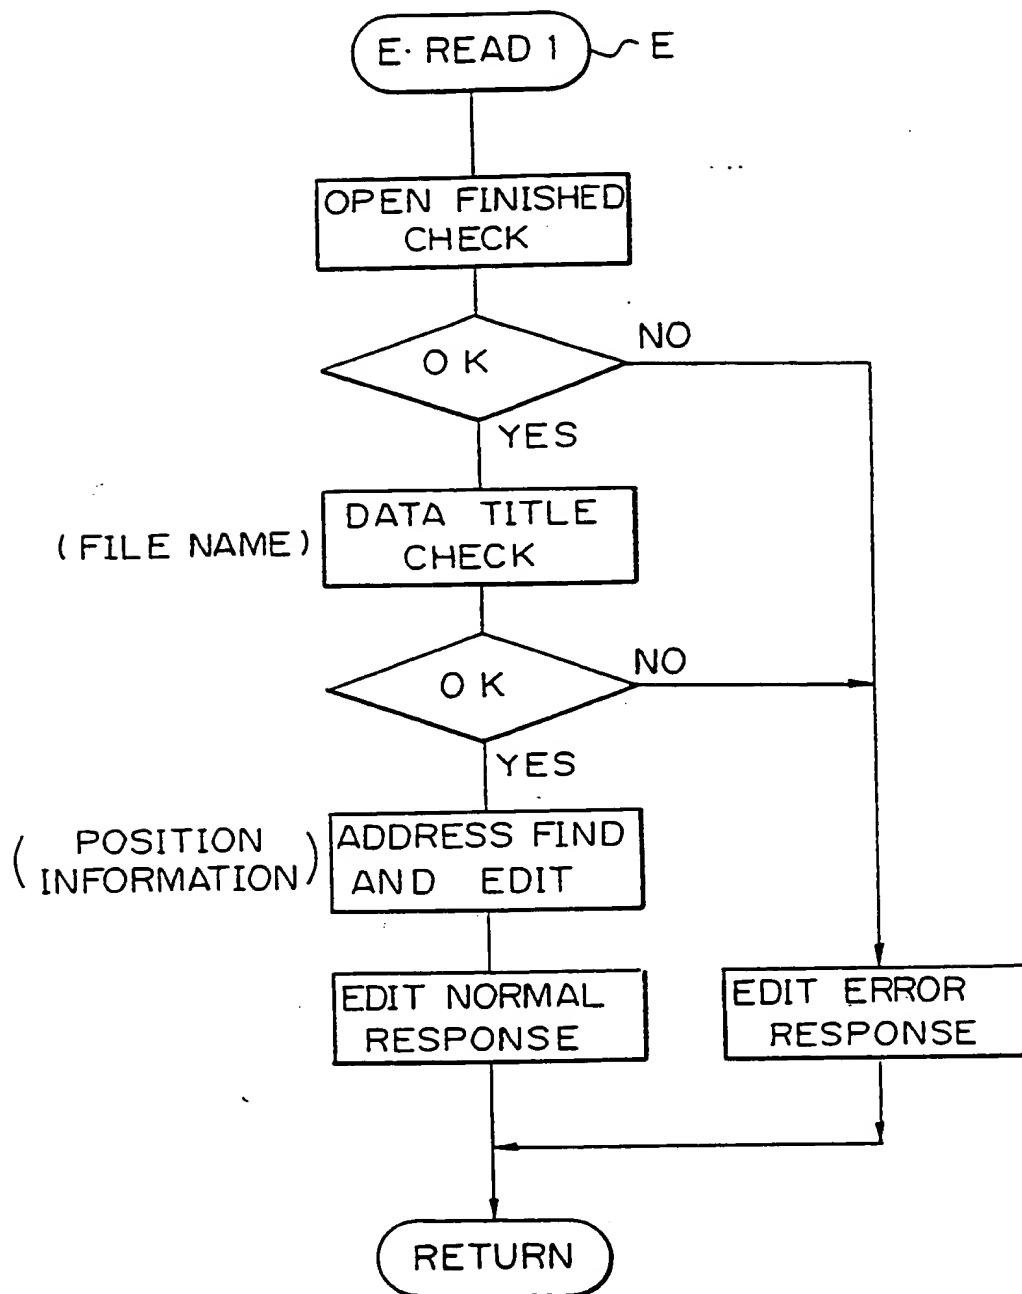 E· READ 1
E
OPEN FINISHED
CHECK
OK
NO
YES
(FILE NAME)
DATA TITLE
CHECK
OK
NO
YES
(POSITION
INFORMATION)
ADDRESS FIND
AND EDIT
EDIT NORMAL
RESPONSE
EDIT ERROR
RESPONSE
RETURN